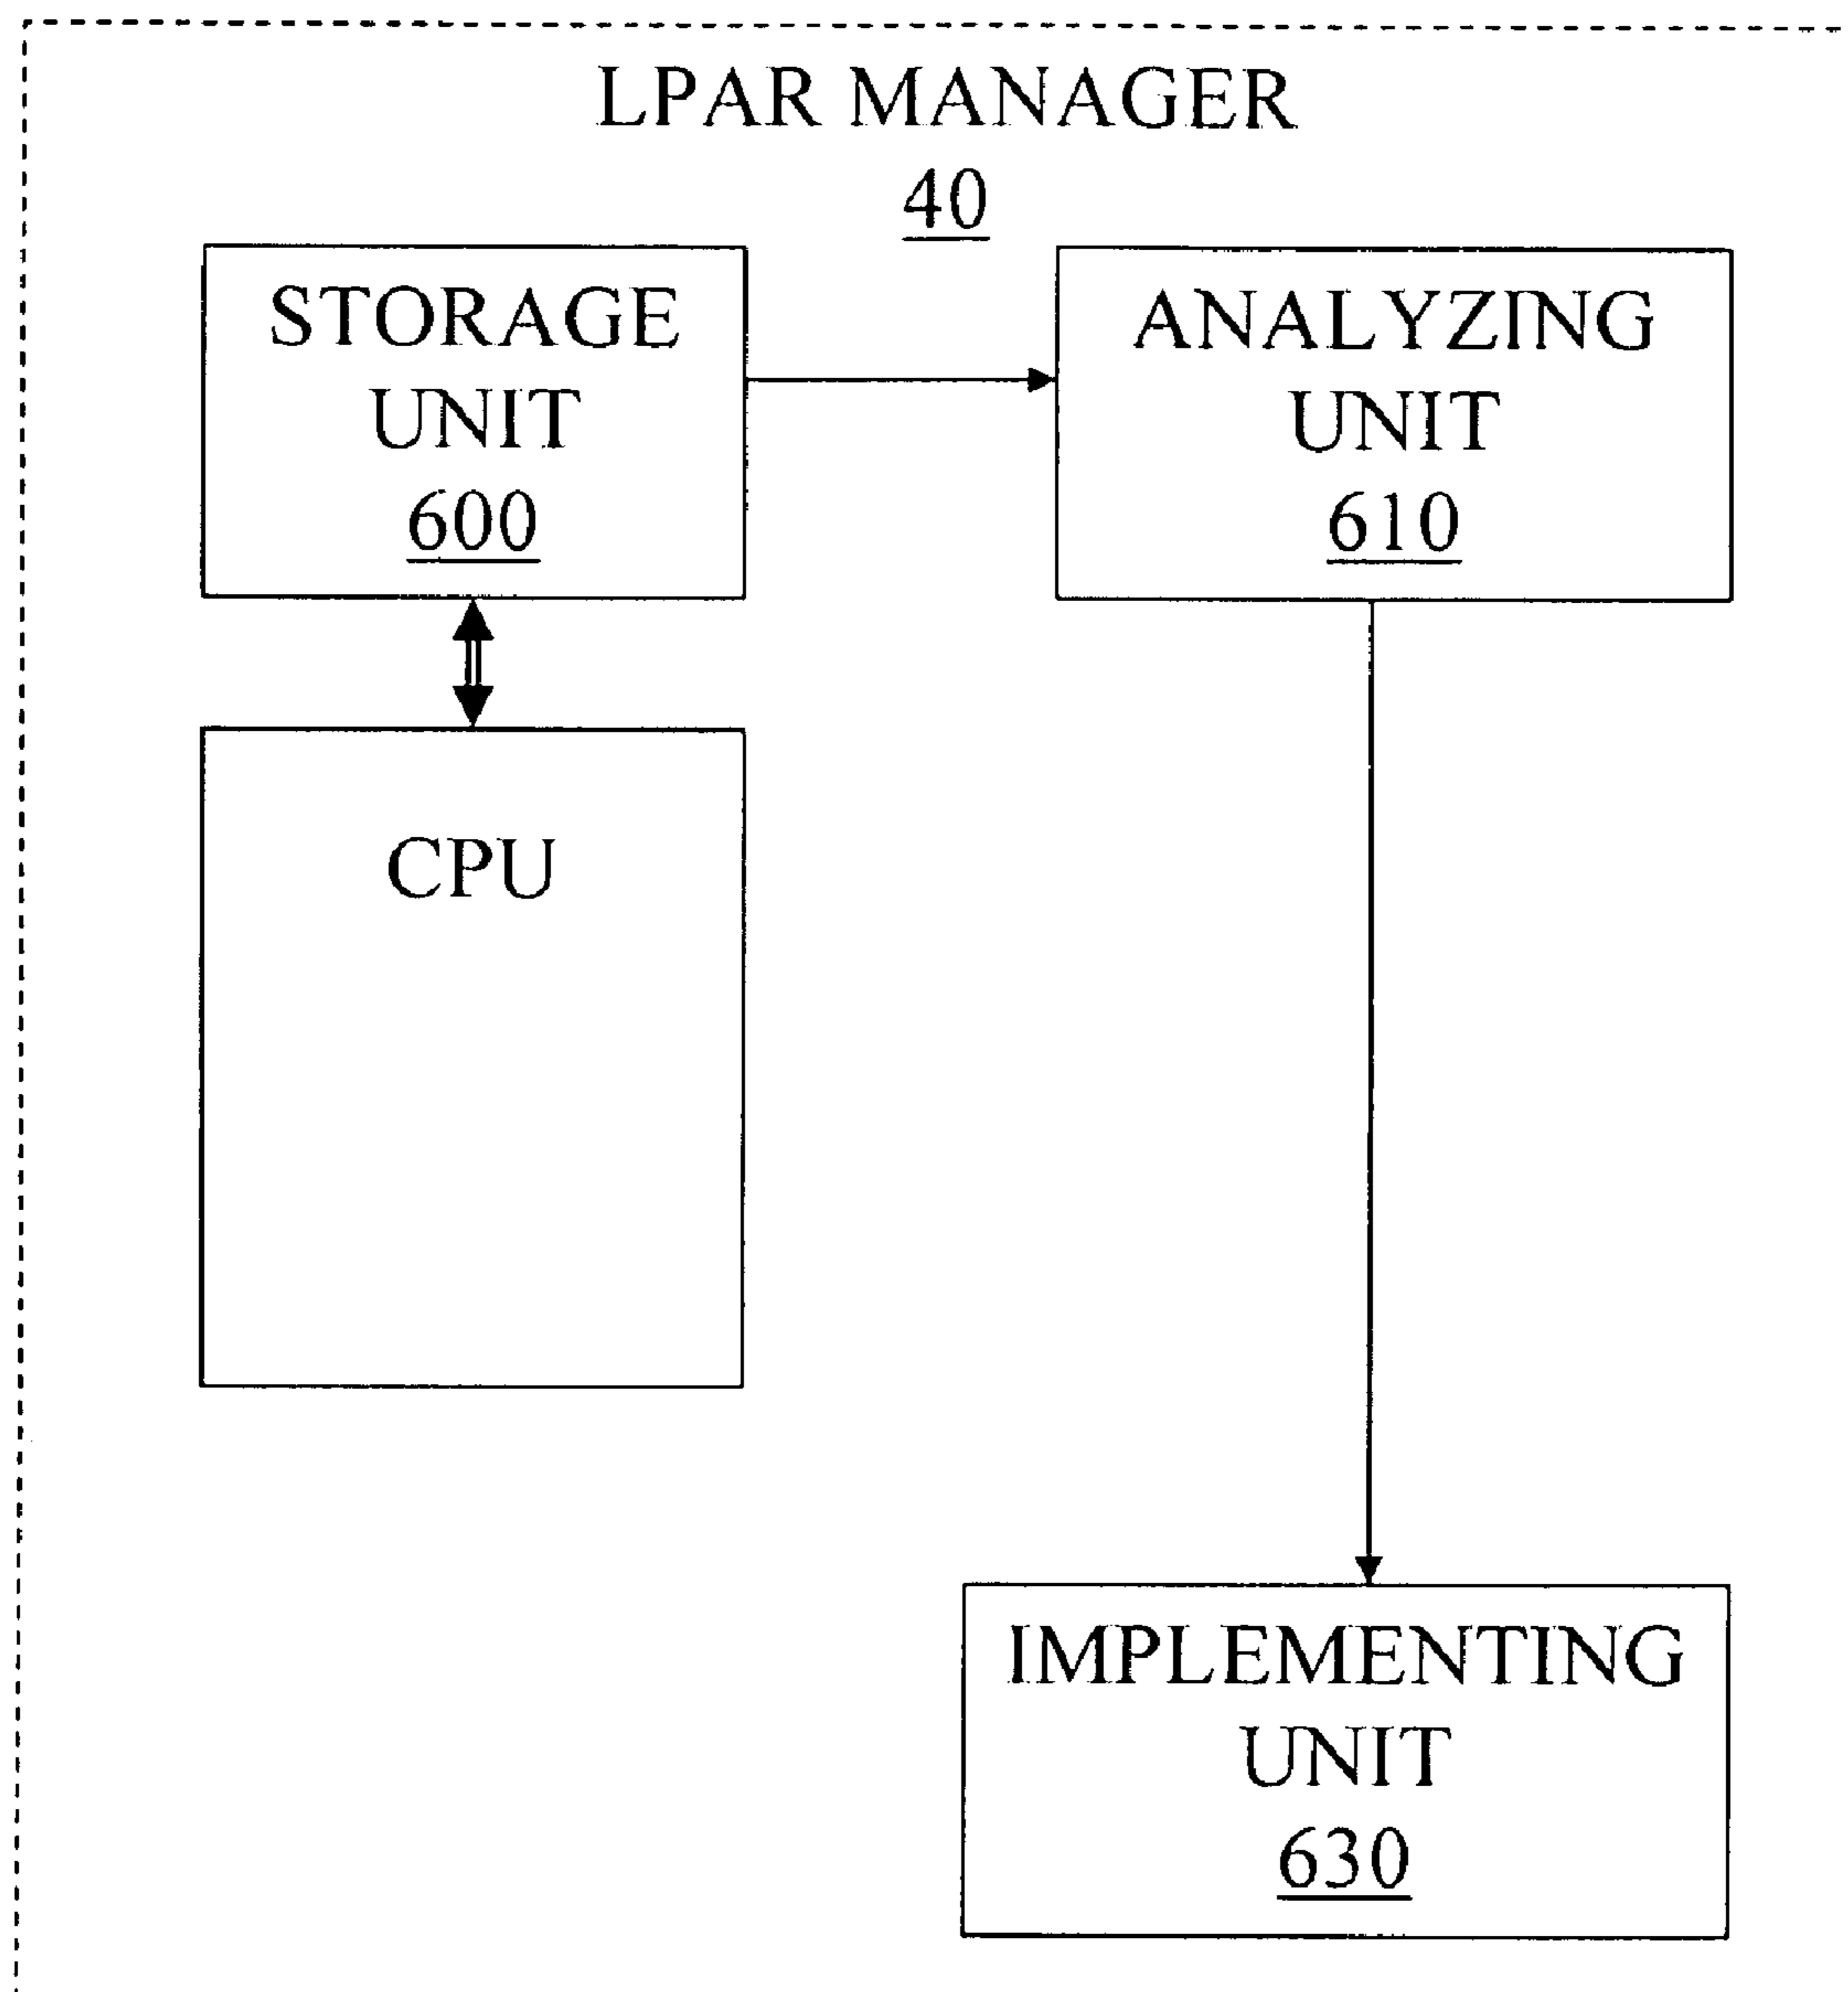 LPAR MANAGER
40
STORAGE
UNIT
600
ANALYZING
UNIT
610
CPU
IMPLEMENTING
UNIT
630